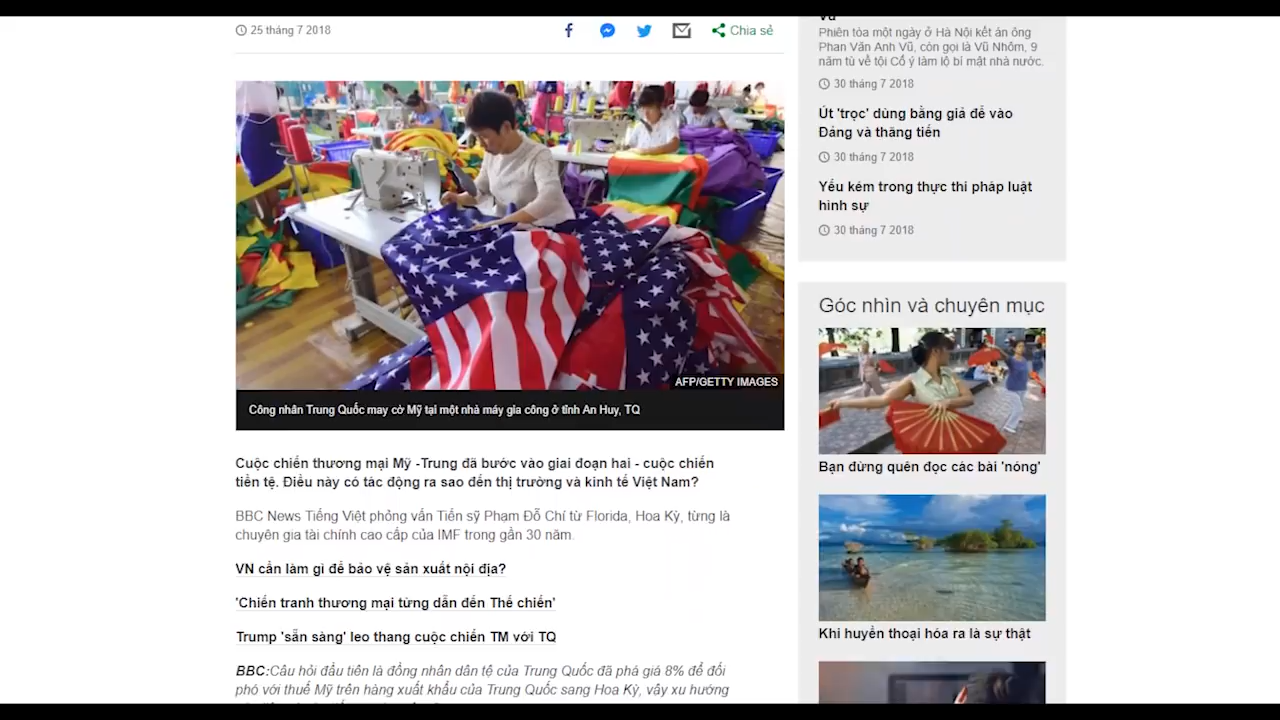 25 tháng 7 2018
Chia sẻ
AFP/GETTY IMAGES
Công nhân Trung Quốc may cờ Mỹ tại một nhà máy gia công ở tỉnh An Huy, TQ
Cuộc chiến thương mại Mỹ -Trung đã bước vào giai đoạn hai - cuộc chiến
tiền tệ. Điều này có tác động ra sao đến thị trường và kinh tế Việt Nam?
BBC News Tiếng Việt phỏng vấn Tiến sỹ Phạm Đỗ Chí từ Florida, Hoa Kỳ, từng là
chuyên gia tài chính cao cấp của IMF trong gần 30 năm.
VN cần làm gì để bảo vệ sản xuất nội địa?
'Chiến tranh thương mại từng dẫn đến Thế chiến'
Trump 'sẵn sàng' leo thang cuộc chiến TM với TQ
BBC:Câu hỏi đầu tiên là đồng nhân dân tệ của Trung Quốc đã phá giá 8% để đối
phó với thuế Mỹ trên hàng xuất khẩu của Trung Quốc sang Hoa Kỳ, vậy xu hướng
Vũ
Phiên tòa một ngày ở Hà Nội kết án ông
Phan Văn Anh Vũ, còn gọi là Vũ Nhôm, 9
năm tù về tội Cố ý làm lộ bí mật nhà nước.
30 tháng 7 2018
Út 'trọc' dùng bằng giả để vào
Đảng và thăng tiến
30 tháng 7 2018
Yếu kém trong thực thi pháp luật
hình sự
30 tháng 7 2018
Góc nhìn và chuyên mục
Bạn đừng quên đọc các bài 'nóng'
Khi huyền thoại hóa ra là sự thật